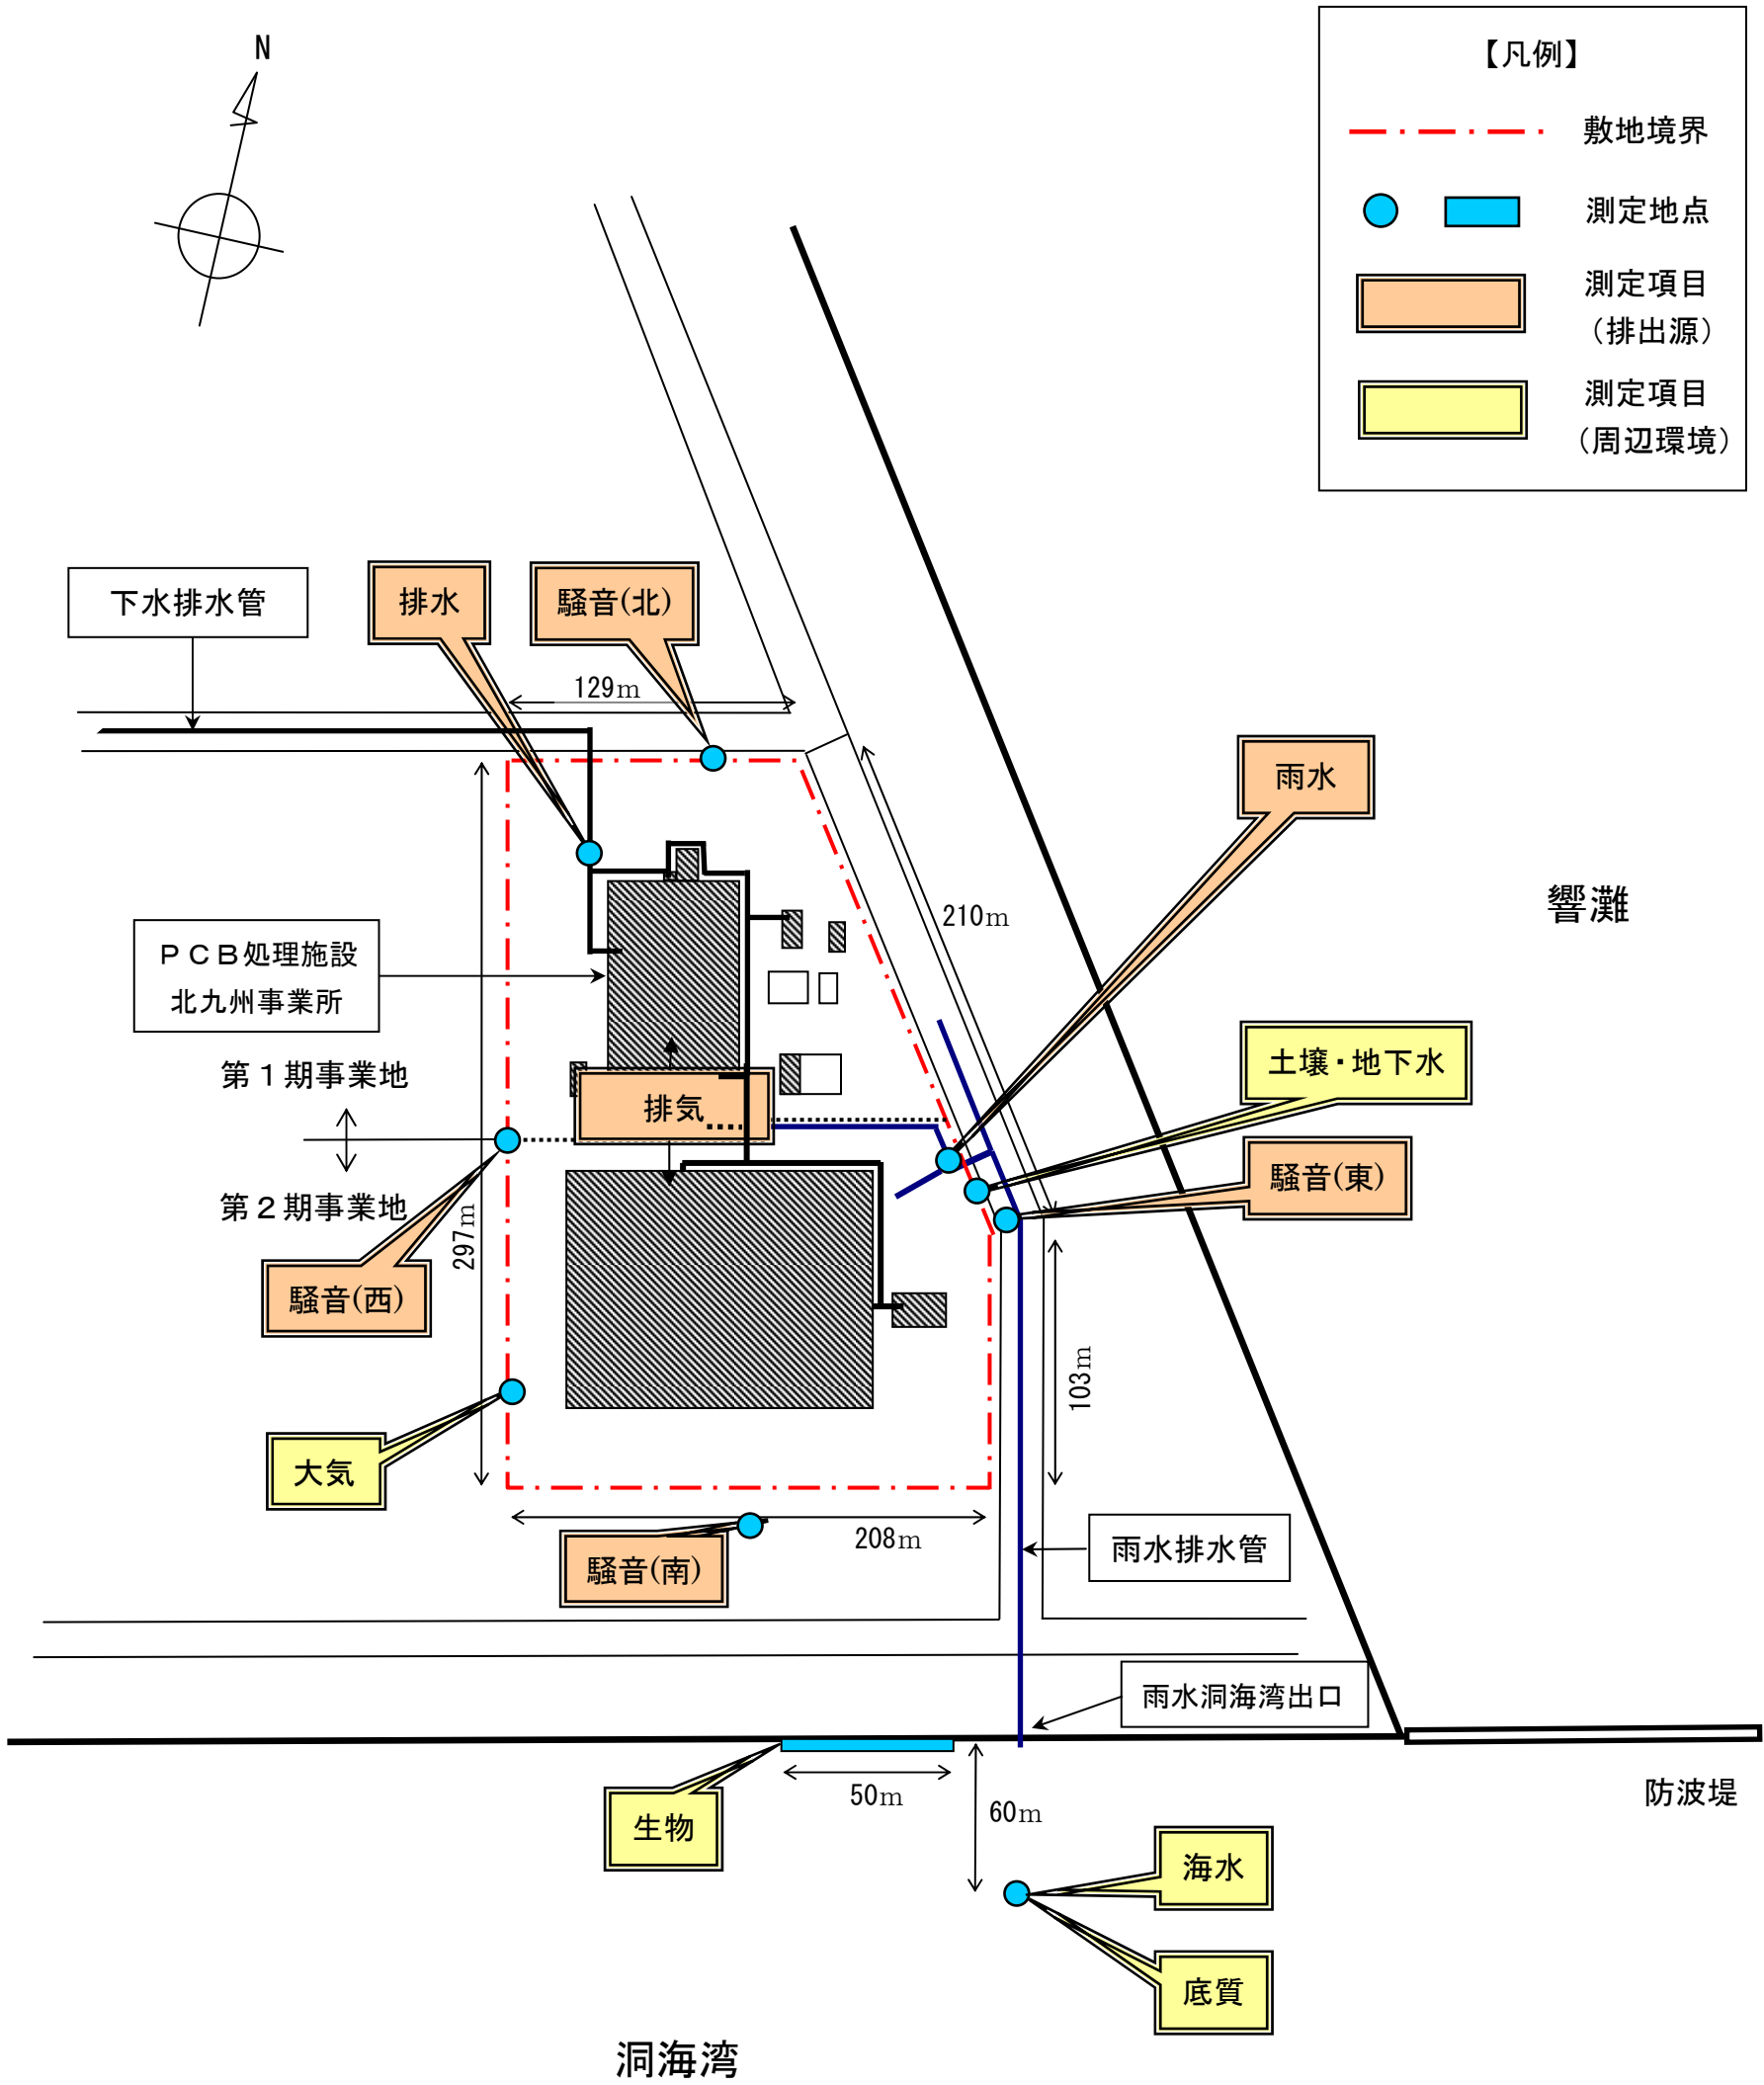 N
【凡例】
敷地境界
測定地点
測定項目
（排出源）
測定項目
（周辺環境）
下水排水管
排水
騒音(北)
129m
雨水
210m
響灘
ＰＣＢ処理施設
北九州事業所
第１期事業地
土壌・地下水
排気
騒音(東)
第２期事業地
297m
騒音(西)
103m
大気
208m
騒音(南)
雨水排水管
雨水洞海湾出口
50m
60m
防波堤
生物
海水
底質
洞海湾